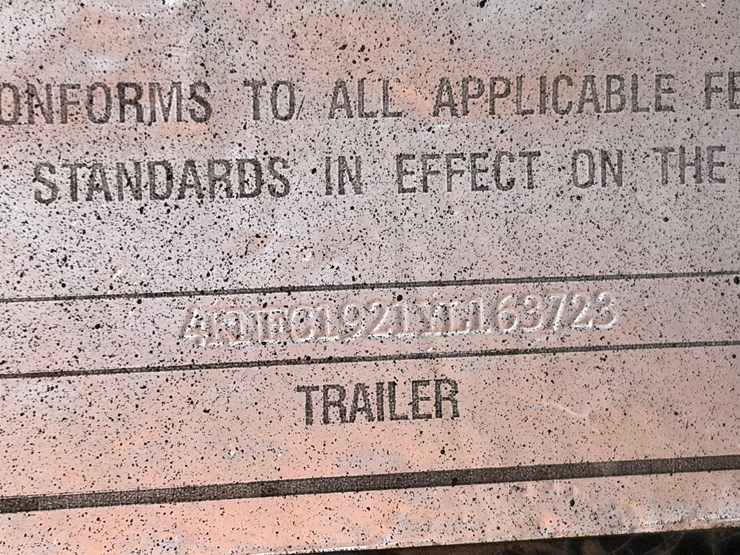 ONFORMS TO ALL APPLICABLE FE
STANDARDS IN EFFECT ON THE
TRAILER